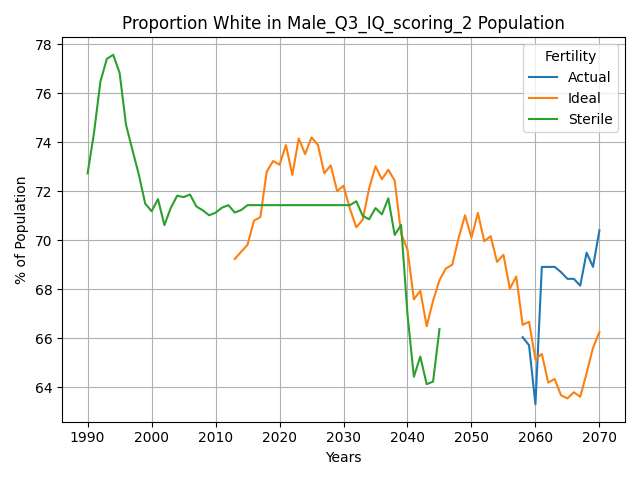 Proportion White in Male_Q3_IQ_scoring_2 Population
% of Population
78
76
74
72
70
68
66
64
Fertility
Actual
Ideal
Sterile
1990
2000
2010
2020
2030
2040
2050
2060
2070
Years